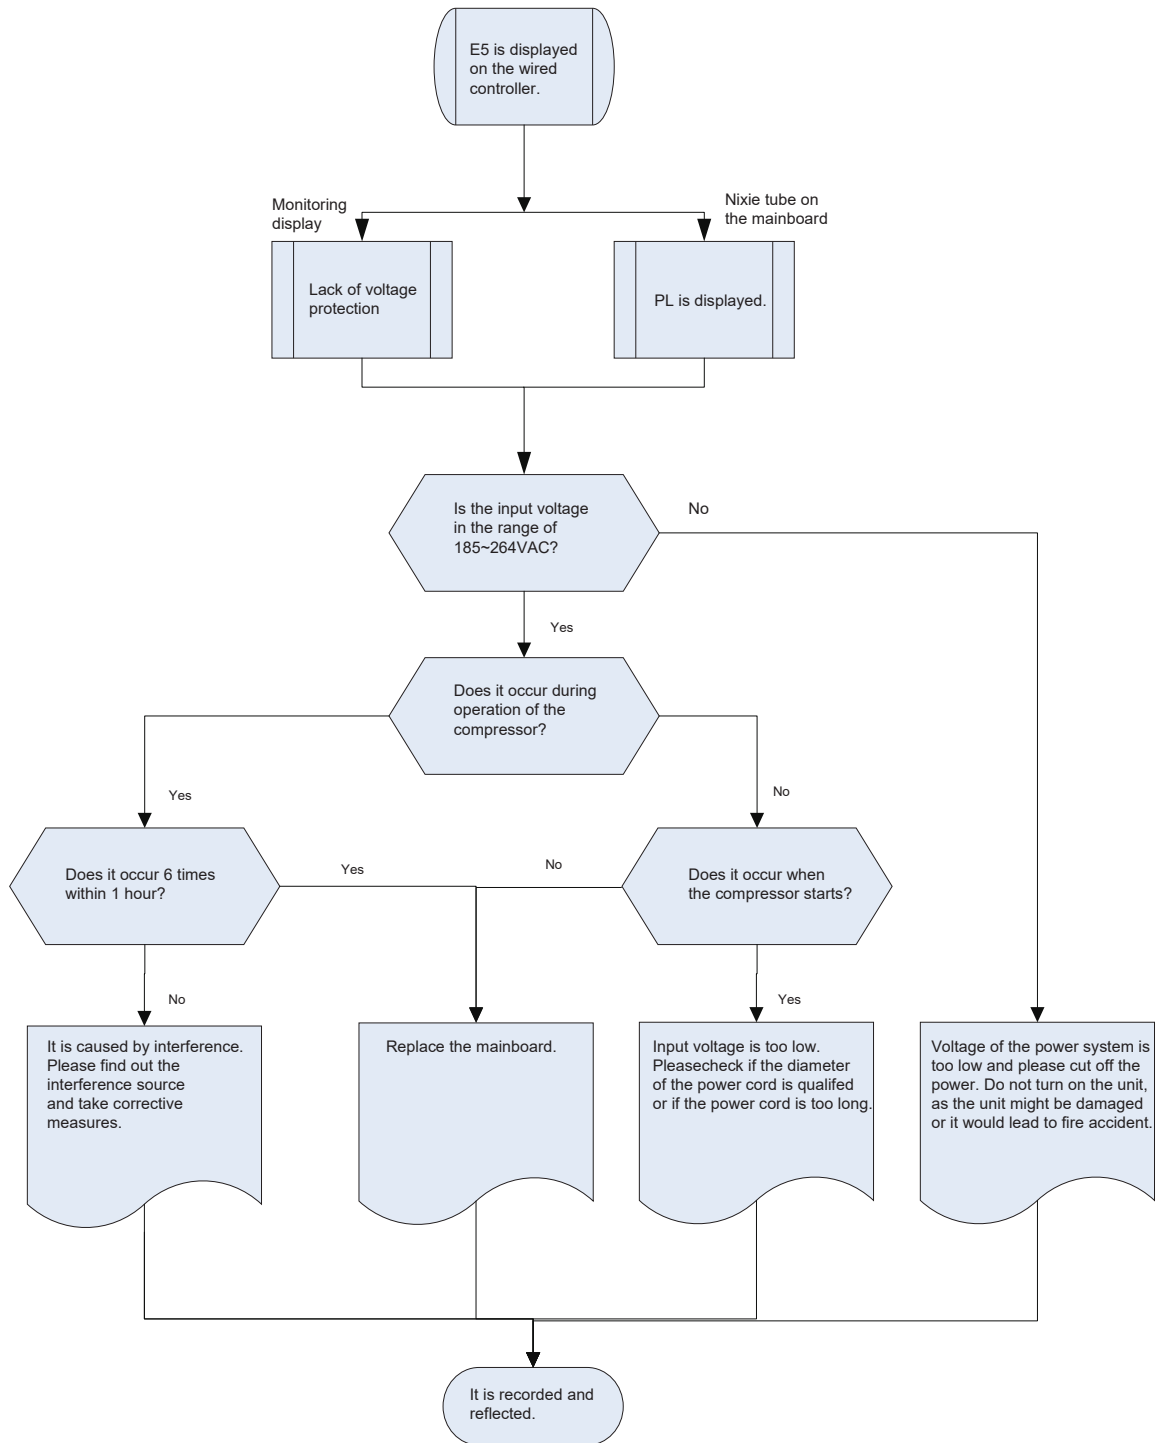 E5 is displayed
on the wired
controller.
Monitoring
display
Nixie tube on
the mainboard
Lack of voltage
protection
PL is displayed.
Is the input voltage
in the range of
185~264VAC?
No
Yes
Does it occur during
operation of the
compressor?
Yes
No
Does it occur 6 times
within 1 hour?
Yes
No
Does it occur when
the compressor starts?
No
Yes
It is caused by interference.
Please find out the
interference source
and take corrective
measures.
Replace the mainboard.
Input voltage is too low.
Pleasecheck if the diameter
of the power cord is qualifed
or if the power cord is too long.
Voltage of the power system is
too low and please cut off the
power. Do not turn on the unit,
as the unit might be damaged
or it would lead to fire accident.
It is recorded and
reflected.